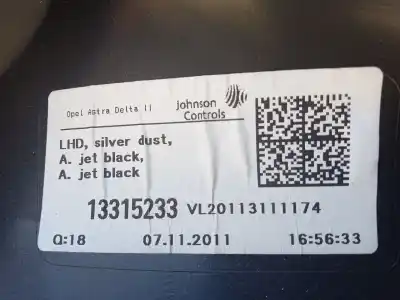 Opel Astra Delta II
Johnson
Controls
LHD, silver dust,
A. jet black,
A. jet black
13315233 VL20113111174
Q:18 07.11.2011 16:56:33